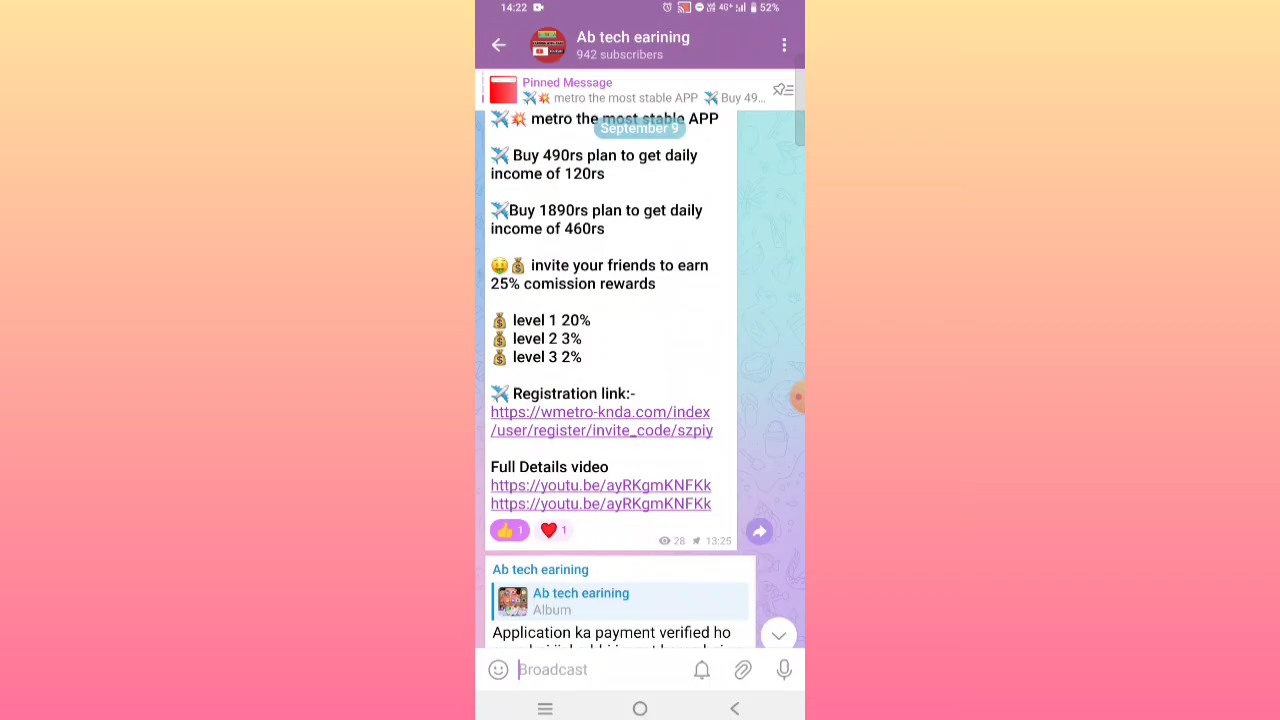 14:22
4G+
52%
Ab tech earining
942 subscribers
Pinned Message
✈️💥 metro the most stable APP ✈️ Buy 49...
✈️💥 metro the most stable APP
September 9
✈️ Buy 490rs plan to get daily
income of 120rs
✈️Buy 1890rs plan to get daily
income of 460rs
🤑💰 invite your friends to earn
25% comission rewards
💰 level 1 20%
💰 level 2 3%
💰 level 3 2%
✈️ Registration link:-
https://wmetro-knda.com/index
/user/register/invite_code/szpiy
Full Details video
https://youtu.be/ayRKgmKNFKk
https://youtu.be/ayRKgmKNFKk
👍 1 ❤️ 1
28 13:25
Ab tech earining
Ab tech earining
Album
Application ka payment verified ho
Broadcast